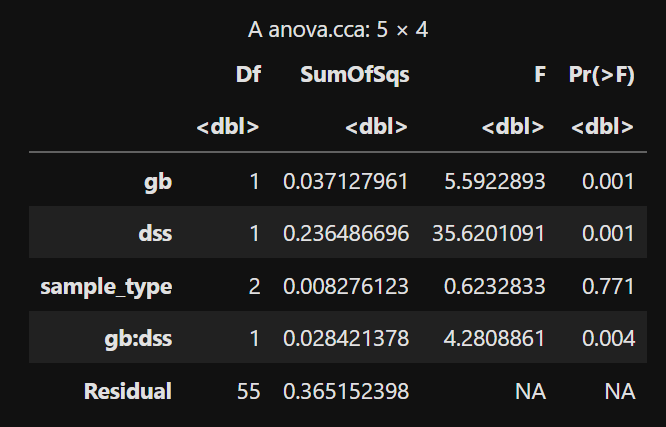 A anova.cca: 5 × 4
Df SumOfSqs F Pr(>F)
<dbl> <dbl> <dbl> <dbl>
gb 1 0.037127961 5.5922893 0.001
dss 1 0.236486696 35.6201091 0.001
sample_type 2 0.008276123 0.6232833 0.771
gb:dss 1 0.028421378 4.2808861 0.004
Residual 55 0.365152398 NA NA